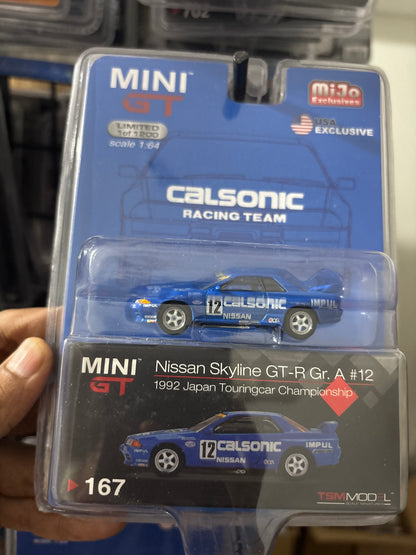 702
MINI
GT
MiJo
Exclusives
LIMITED
1 of 1200
scale 1:64
USA
EXCLUSIVE
CALSONIC
RACING TEAM
12
CALSONIC
NISSAN
IMPUL
MINI
GT
Nissan Skyline GT-R Gr. A #12
1992 Japan Touringcar Championship
12
CALSONIC
NISSAN
IMPUL
167
TSMMODEL